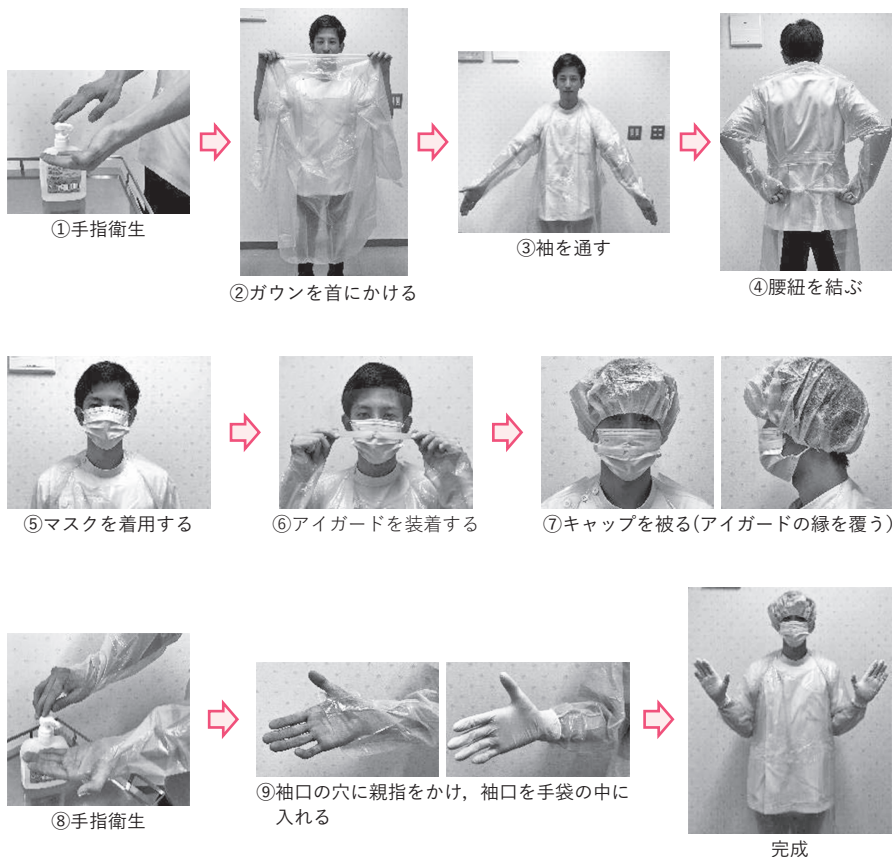 ①手指衛生
②ガウンを首にかける
③袖を通す
④腰紐を結ぶ
⑤マスクを着用する
⑥アイガードを装着する
⑦キャップを被る(アイガードの縁を覆う)
⑧手指衛生
⑨袖口の穴に親指をかけ，袖口を手袋の中に
入れる
完成